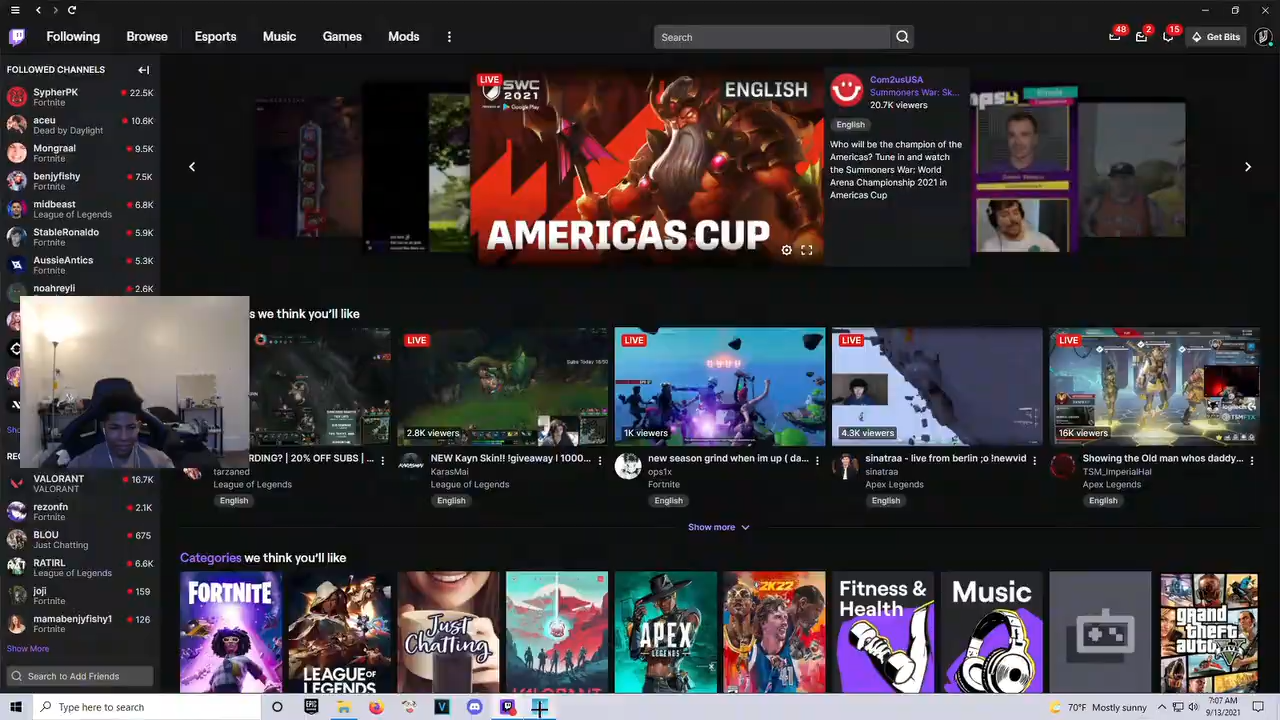 Following
Browse
Esports
Music
Games
Mods
Search
48
2
15
Get Bits
FOLLOWED CHANNELS
SypherPK
Fortnite
22.5K
aceu
Dead by Daylight
10.6K
Mongraal
Fortnite
9.5K
benjyfishy
Fortnite
7.5K
midbeast
League of Legends
6.8K
StableRonaldo
Fortnite
5.9K
AussieAntics
Fortnite
5.3K
noahreyli
2.6K
VALORANT
VALORANT
16.7K
rezonfn
Fortnite
2.1K
BLOU
Just Chatting
675
RATIRL
League of Legends
6.6K
joji
Fortnite
159
mamabenjyfishy1
Fortnite
126
Show More
Search to Add Friends
LIVE
SWC
2021
Google Play
ENGLISH
AMERICAS CUP
Com2usUSA
Summoners War: Sk...
20.7K viewers
English
Who will be the champion of the
Americas? Tune in and watch
the Summoners War: World
Arena Championship 2021 in
Americas Cup
s we think you'll like
RDING? | 20% OFF SUBS | ...
tarzaned
League of Legends
English
LIVE
2.8K viewers
NEW Kayn Skin!! !giveaway I 1000...
KarasMai
League of Legends
English
LIVE
1K viewers
new season grind when im up ( da...
ops1x
Fortnite
English
LIVE
4.3K viewers
sinatraa - live from berlin ;o !newvid
sinatraa
Apex Legends
English
LIVE
16K viewers
Showing the Old man whos daddy...
TSM_ImperialHal
Apex Legends
English
Show more
Categories we think you'll like
FORTNITE
LEAGUE OF
LEGENDS
Just
Chatting
VALORANT
APEX
LEGENDS
2K22
Fitness &
Health
Music
grand
theft
auto
V
Type here to search
70°F Mostly sunny
7:07 AM
9/13/2021